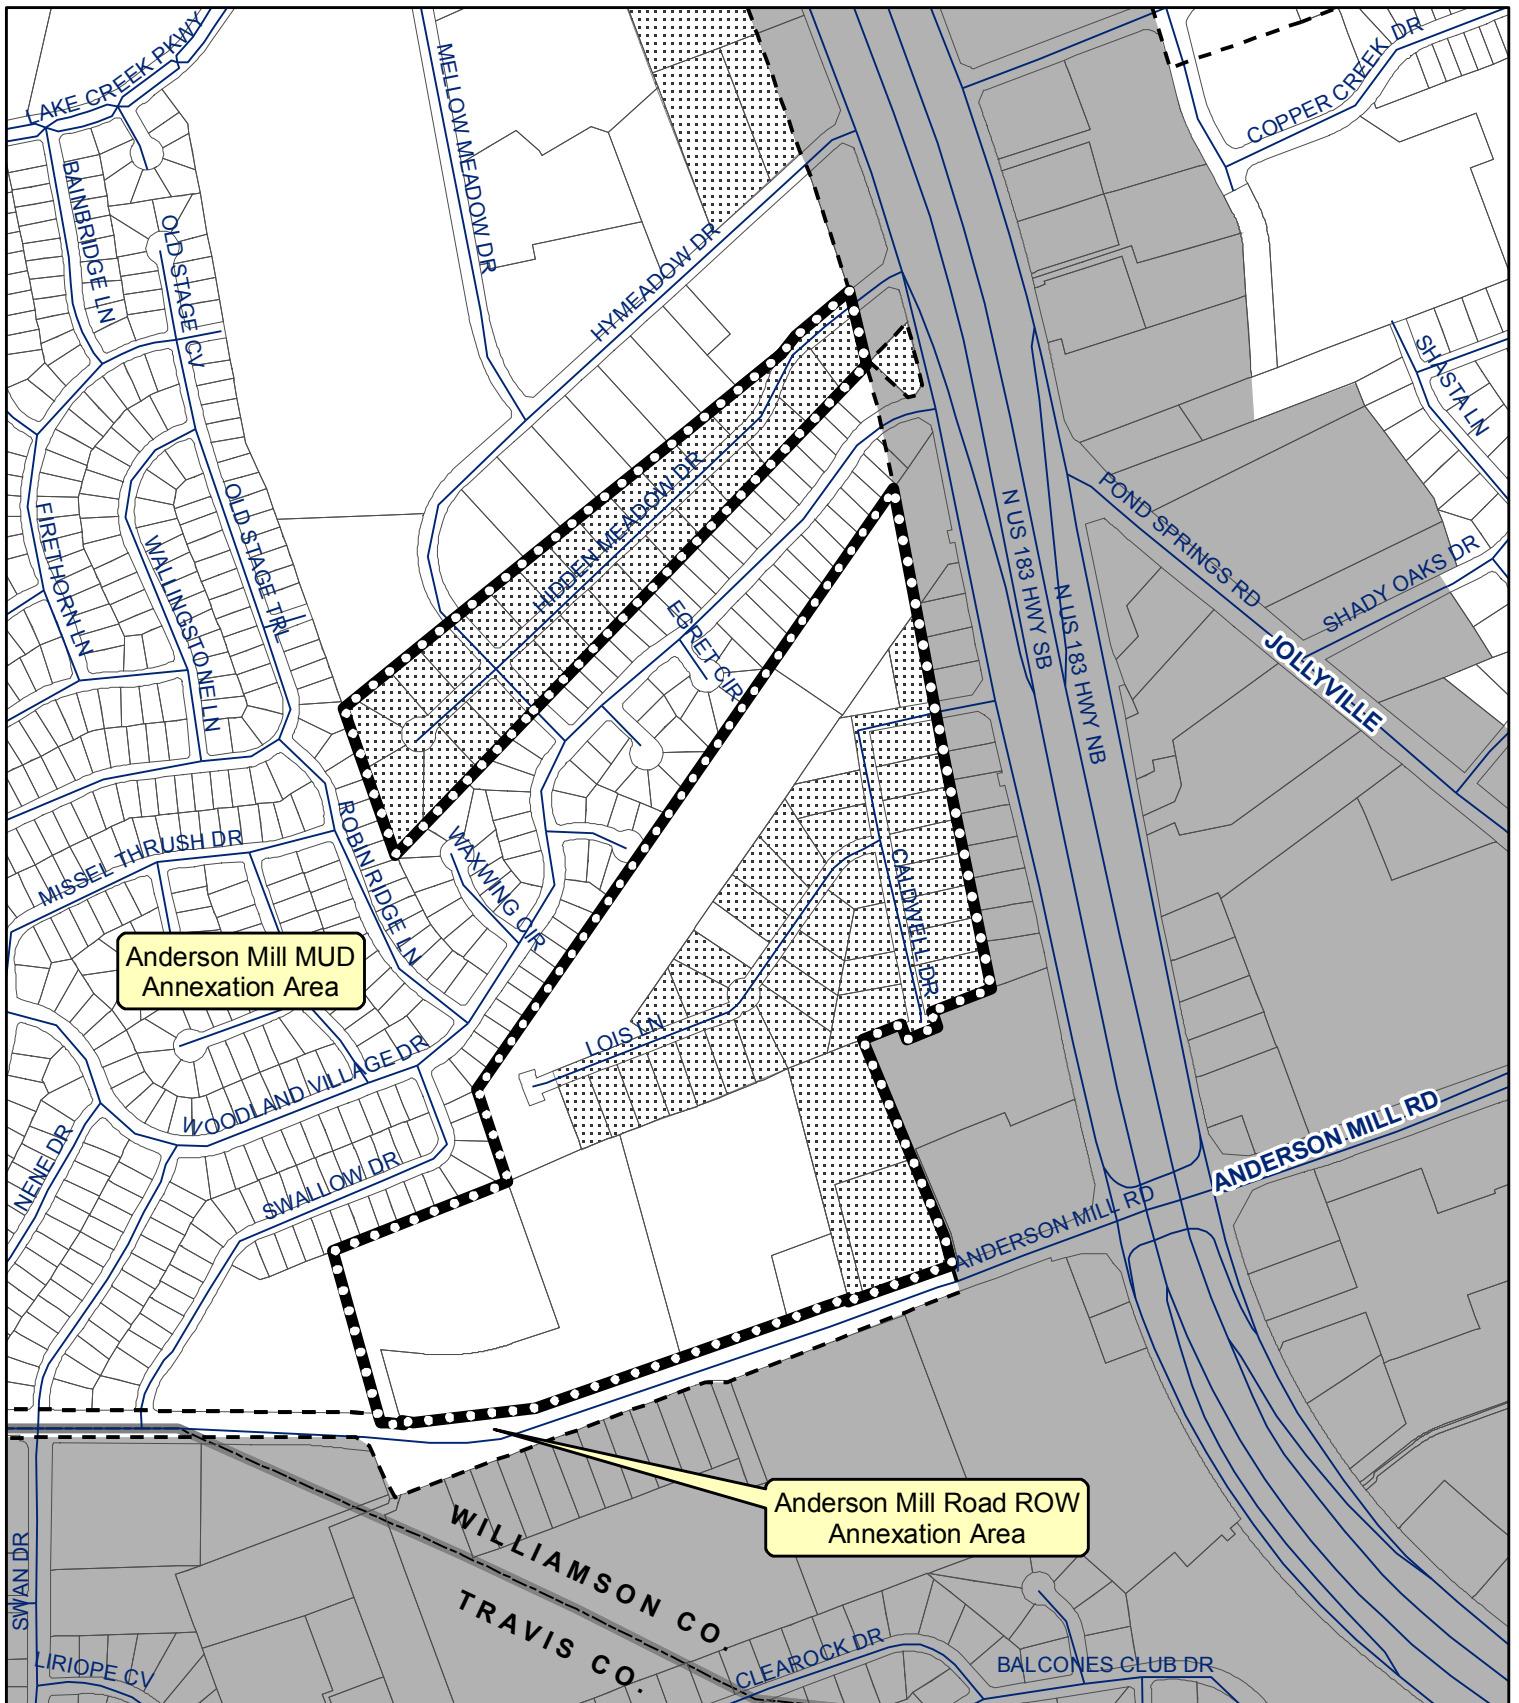 LAKE CREEK PKWY
MELLOW MEADOW DR
COPPER CREEK DR
BAINBRIDGE LN
OLD STAGE CV
HYMEADOW DR
SHASTA LN
FIRETHORN LN
WALLINGSTONE LN
OLD STAGE TRL
HIDDEN MEADOW DR
EGRET CIR
N US 183 HWY SB
N US 183 HWY NB
POND SPRINGS RD
SHADY OAKS DR
JOLLYVILLE
MISSEL THRUSH DR
ROBIN RIDGE LN
WAXWING CIR
CALDWELL DR
Anderson Mill MUD
Annexation Area
LOIS LN
WOODLAND VILLAGE DR
NENE DR
SWALLOW DR
ANDERSON MILL RD
ANDERSON MILL RD
Anderson Mill Road ROW
Annexation Area
WILLIAMSON CO.
TRAVIS CO.
SWAN DR
LIRIOPE CV
CLEAROCK DR
BALCONES CLUB DR